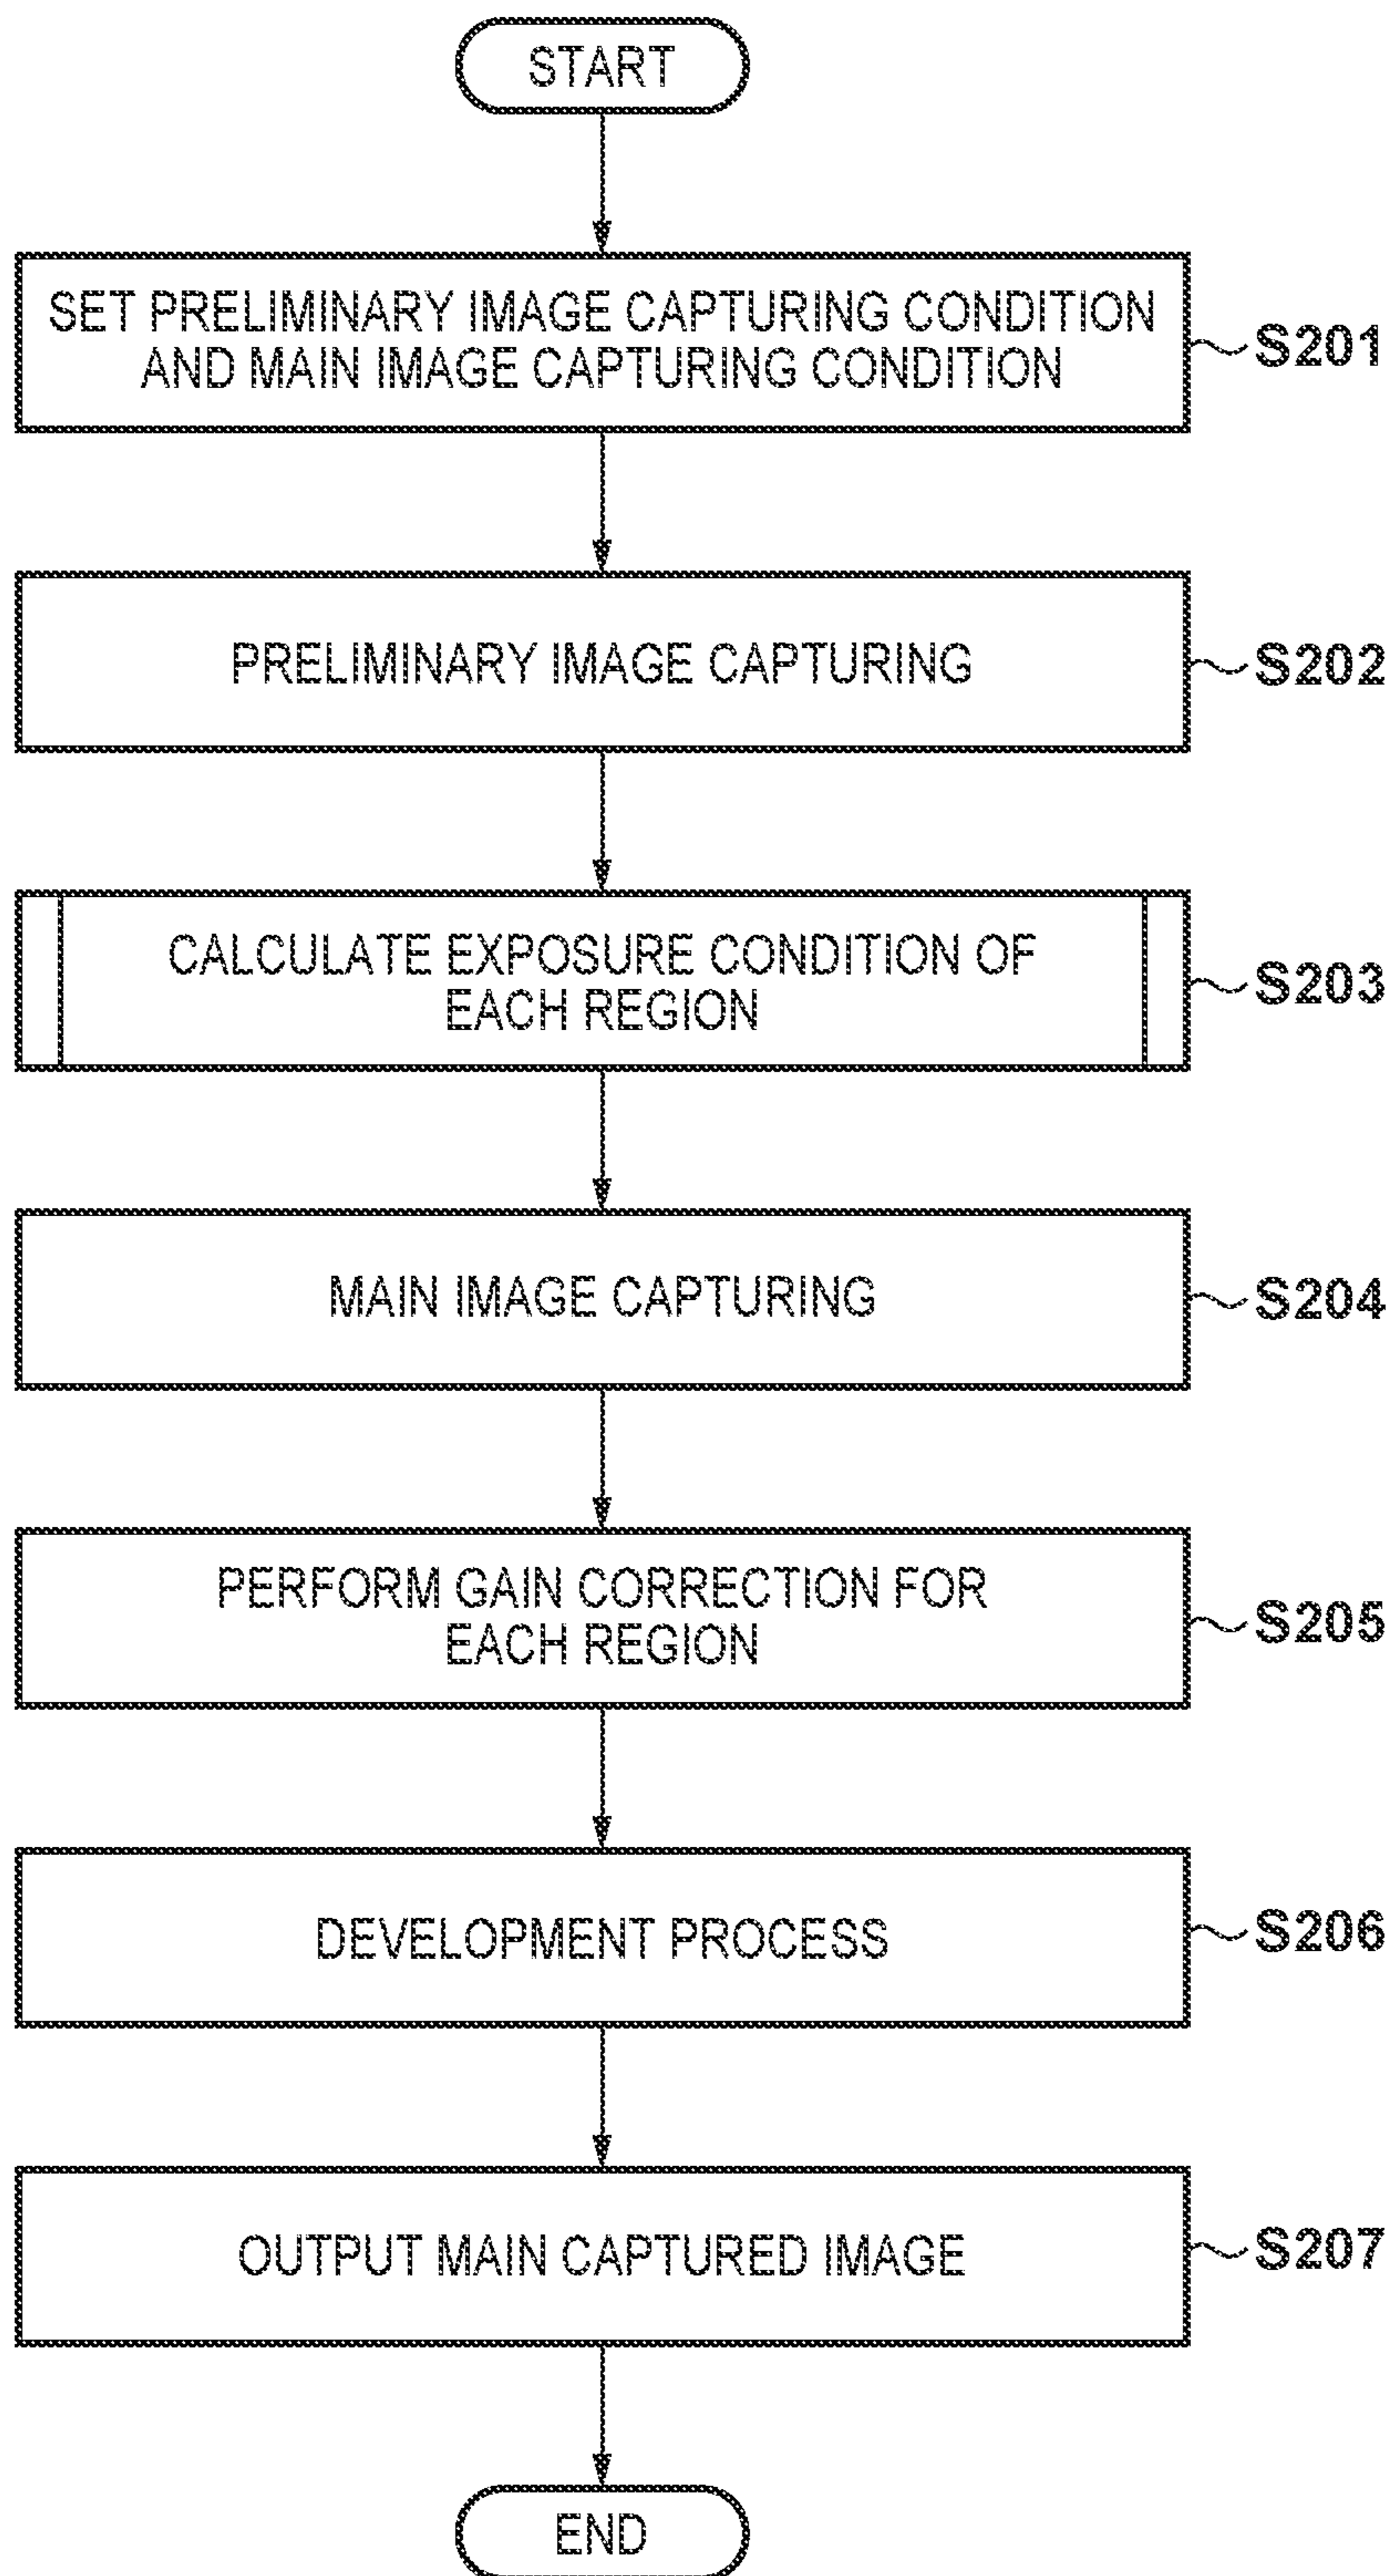 START
SET PRELIMINARY IMAGE CAPTURING CONDITION
AND MAIN IMAGE CAPTURING CONDITION
S201
PRELIMINARY IMAGE CAPTURING
S202
CALCULATE EXPOSURE CONDITION OF
EACH REGION
S203
MAIN IMAGE CAPTURING
S204
PERFORM GAIN CORRECTION FOR
EACH REGION
S205
DEVELOPMENT PROCESS
S206
OUTPUT MAIN CAPTURED IMAGE
S207
END